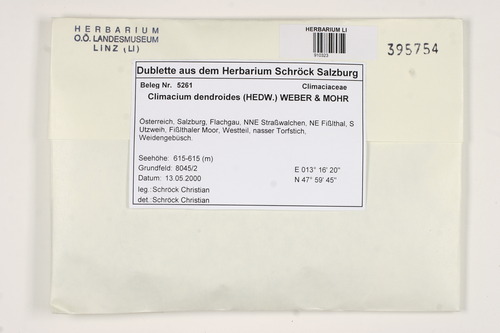 HERBARIUM
O.Ö. LANDESMUSEUM
LINZ (LI)
HERBARIUM LI
910323
395754
Dublette aus dem Herbarium Schröck Salzburg
Beleg Nr. 5261 Climaciaceae
Climacium dendroides (HEDW.) WEBER & MOHR
Österreich, Salzburg, Flachgau, NNE Straßwalchen, NE Fißlthal, S
Utzweih, Fißlthaler Moor, Westteil, nasser Torfstich,
Weidengebüsch.
Seehöhe: 615-615 (m)
Grundfeld: 8045/2 E 013° 16' 20"
Datum: 13.05.2000 N 47° 59' 45"
leg.:Schröck Christian
det.:Schröck Christian